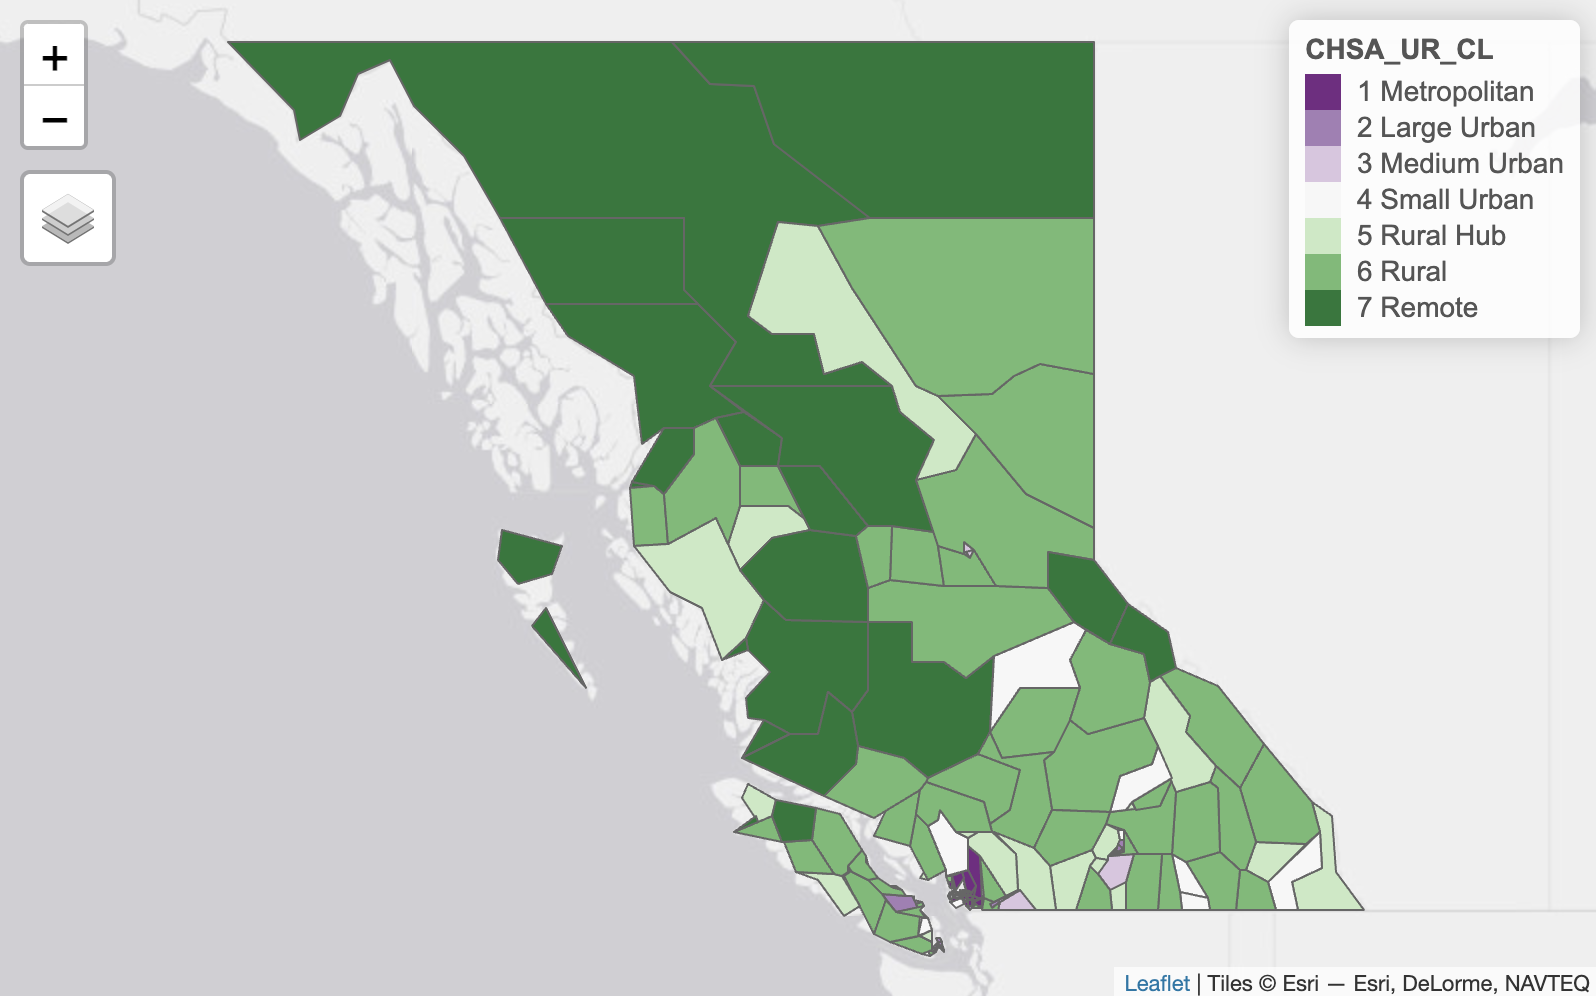 +
−
CHSA_UR_CL
1 Metropolitan
2 Large Urban
3 Medium Urban
4 Small Urban
5 Rural Hub
6 Rural
7 Remote
Leaflet | Tiles © Esri — Esri, DeLorme, NAVTEQ